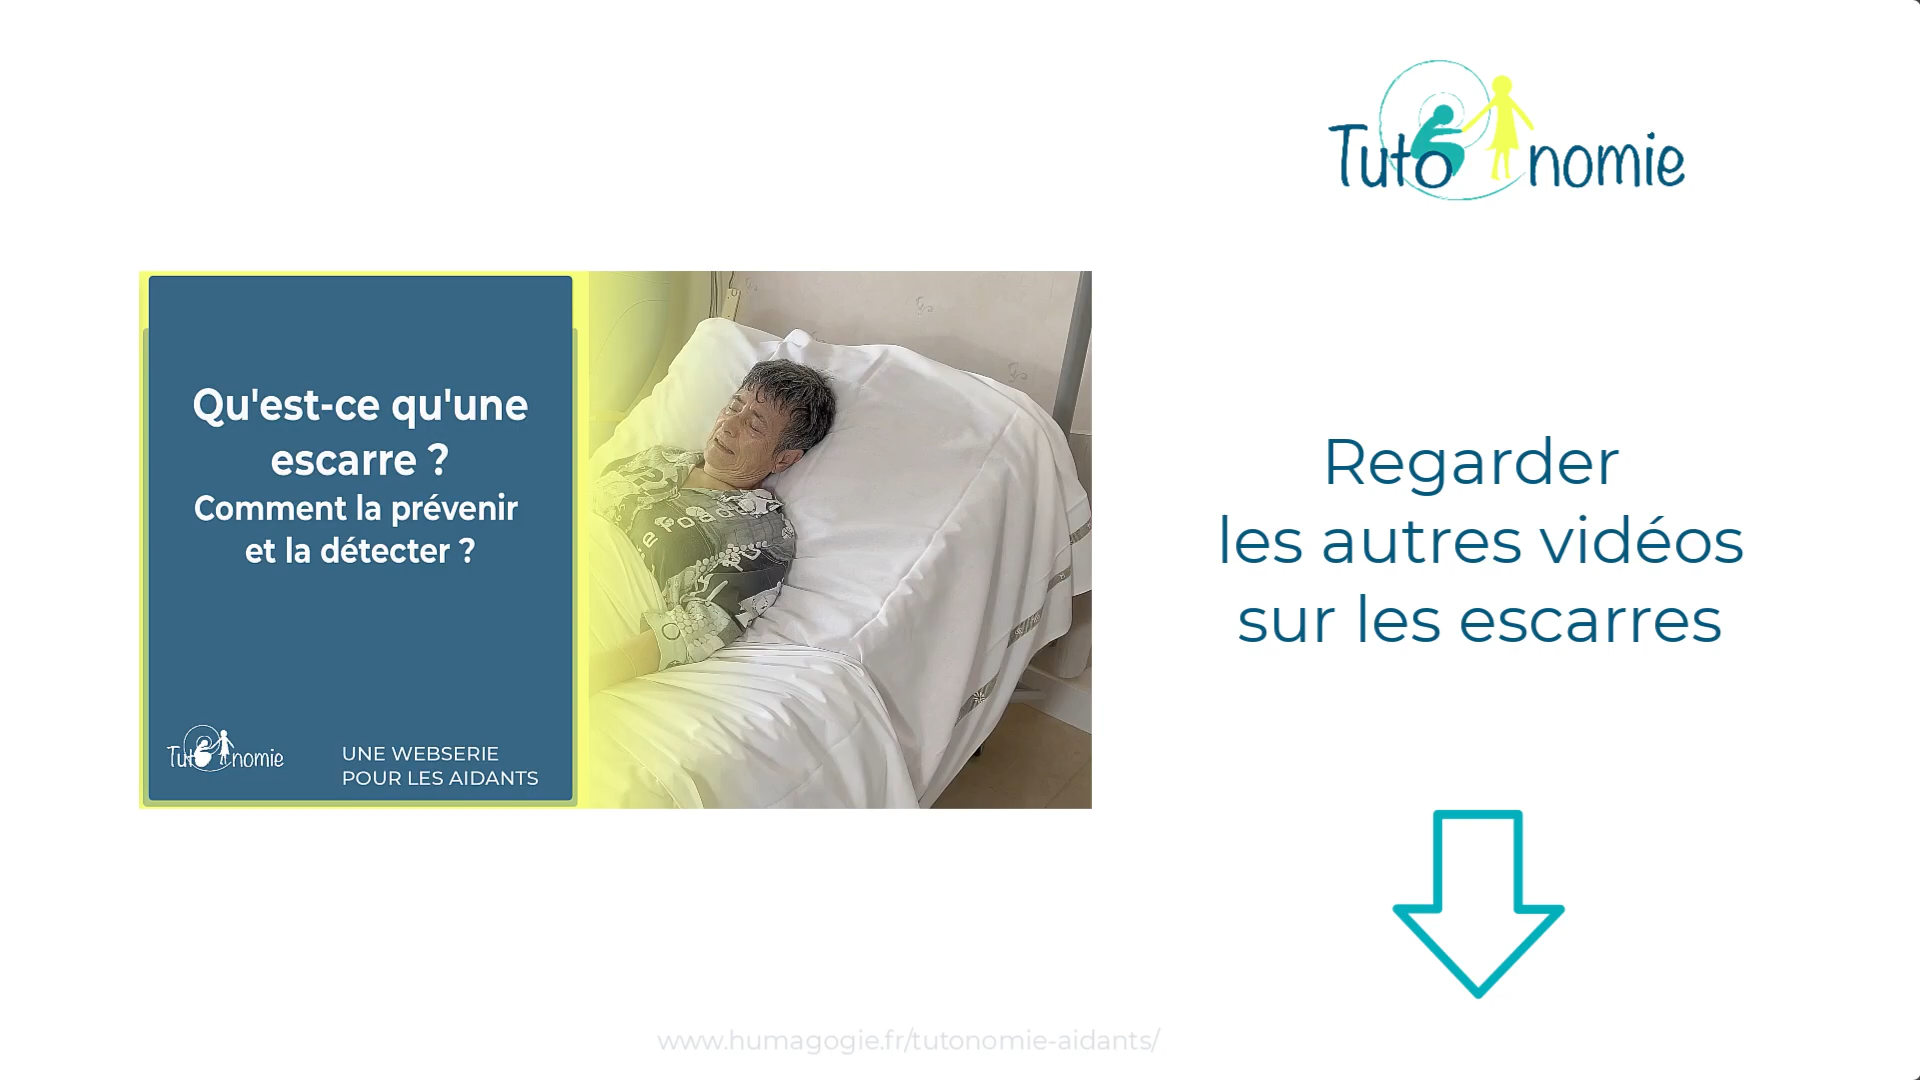 Tutonomie
Qu'est-ce qu'une
escarre ?
Comment la prévenir
et la détecter ?
Tutonomie
UNE WEBSERIE
POUR LES AIDANTS
Regarder
les autres vidéos
sur les escarres
www.humagogie.fr/tutonomie-aidants/